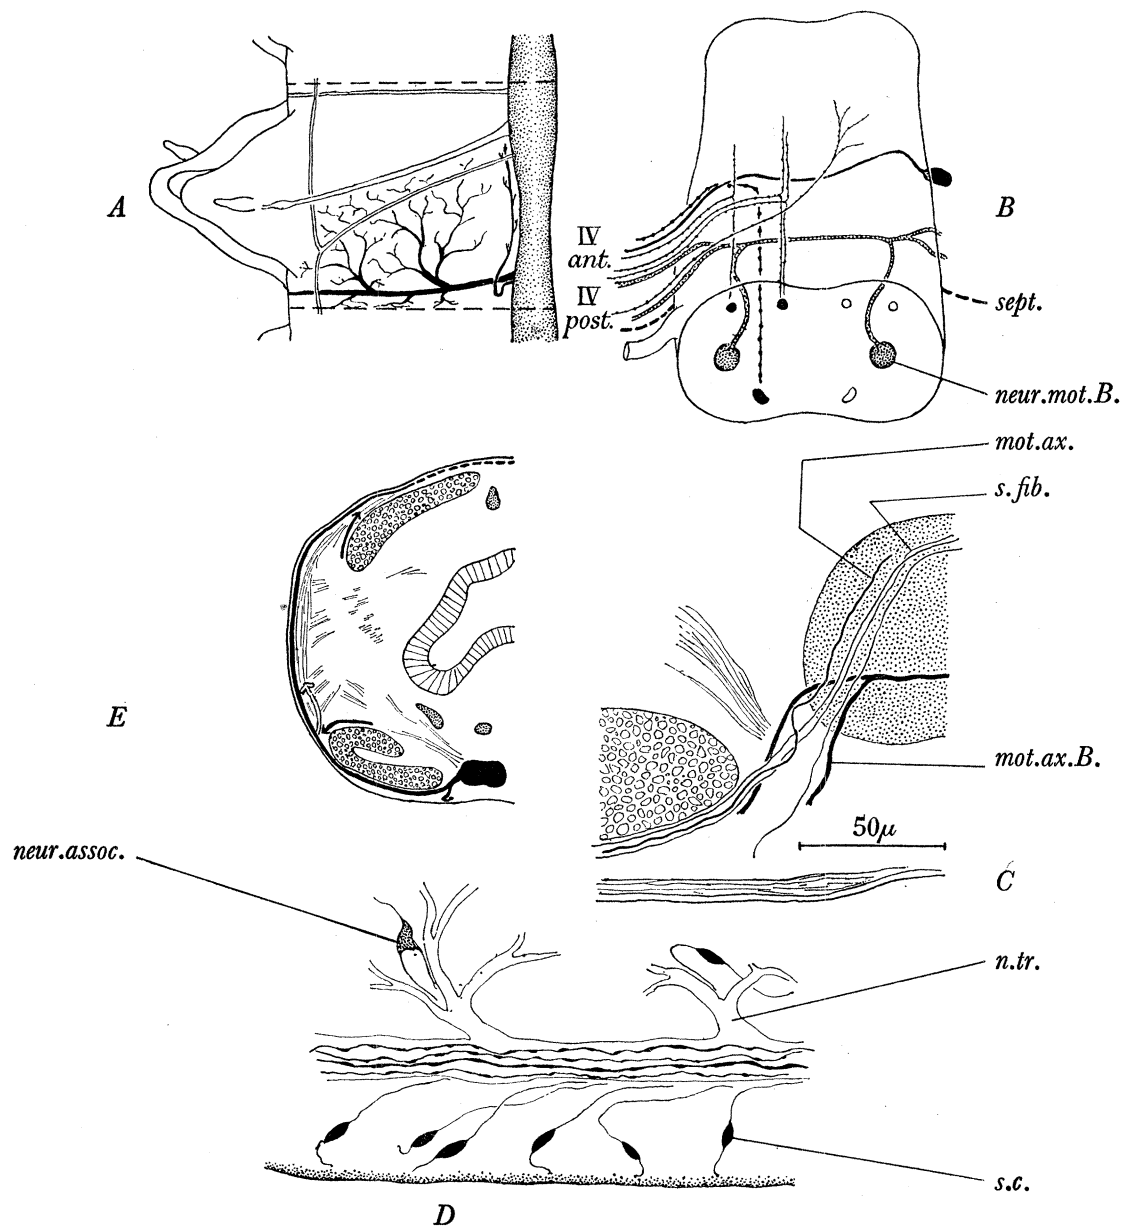 A
B
IV
ant.
IV
post.
sept.
neur.mot.B.
mot.ax.
s.fib.
E
mot.ax.B.
50μ
neur.assoc.
C
n.tr.
s.c.
D